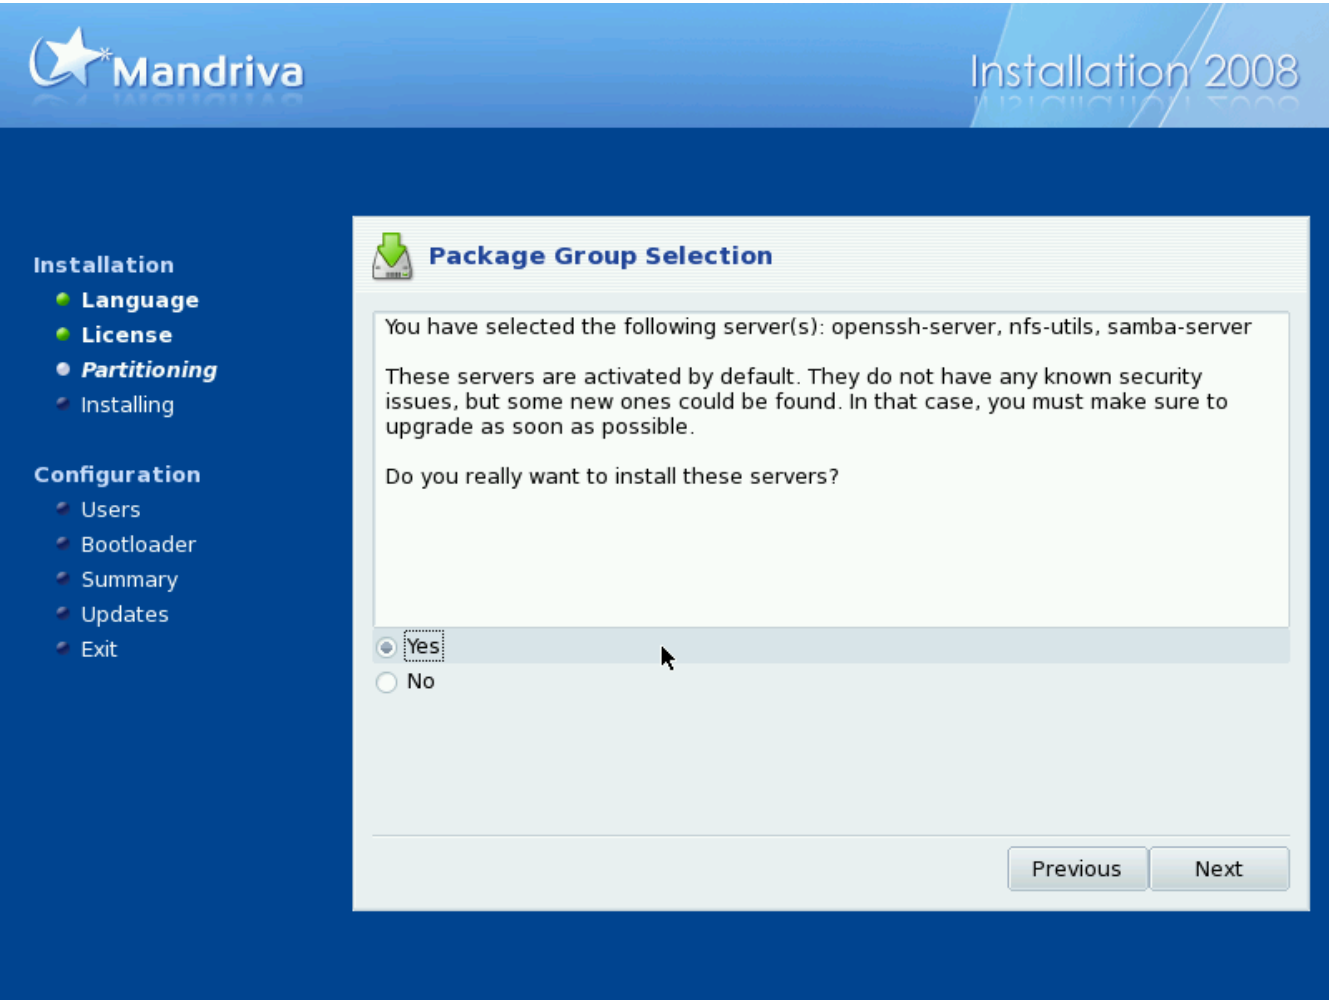 Mandriva
Installation 2008
Installation
Language
License
Partitioning
Installing
Configuration
Users
Bootloader
Summary
Updates
Exit
Package Group Selection
You have selected the following server(s): openssh-server, nfs-utils, samba-server
These servers are activated by default. They do not have any known security
issues, but some new ones could be found. In that case, you must make sure to
upgrade as soon as possible.
Do you really want to install these servers?
Yes
No
Previous
Next